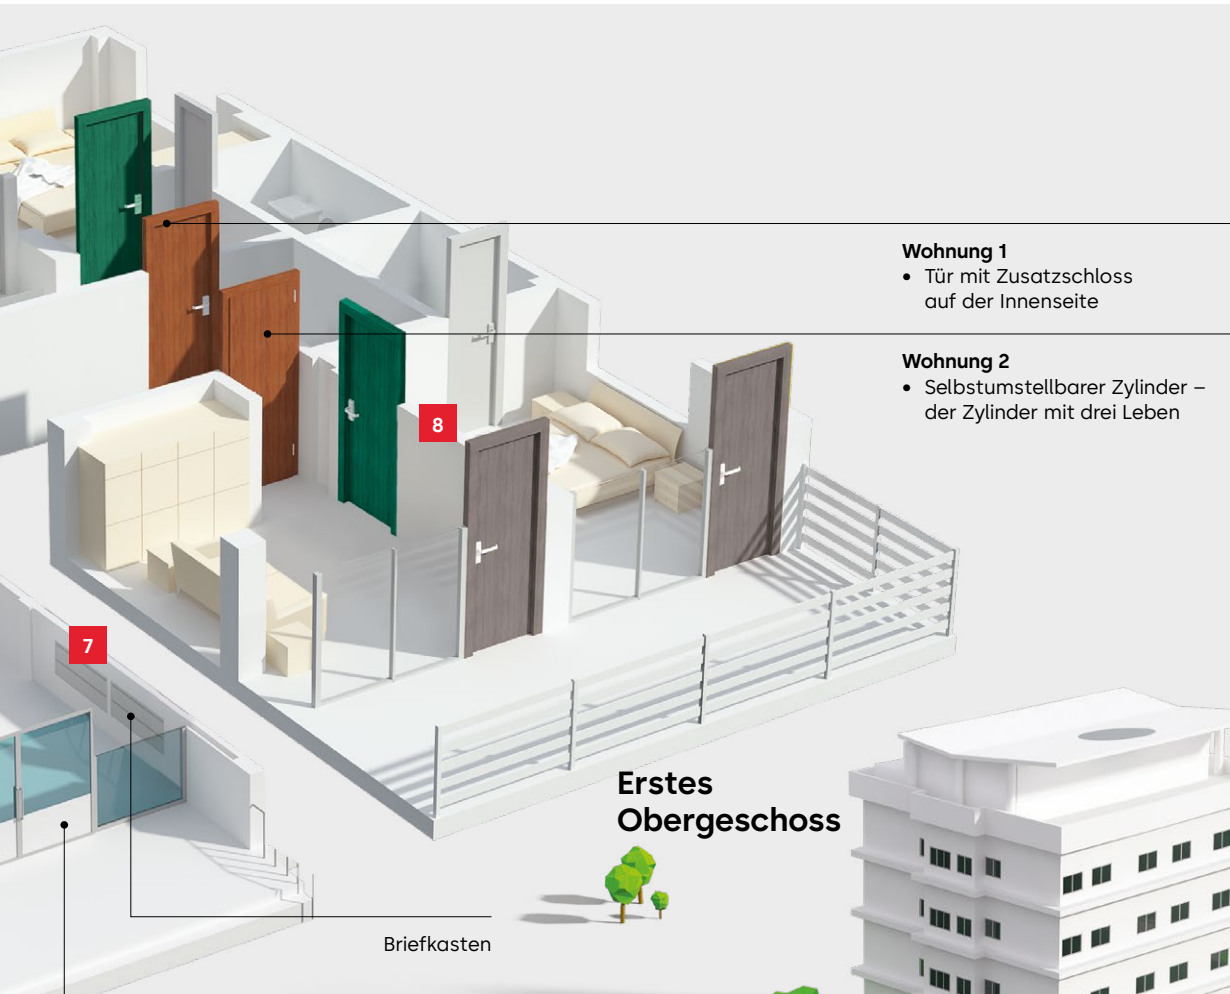 Wohnung 1
• Tür mit Zusatzschloss
auf der Innenseite
Wohnung 2
• Selbstumstellbarer Zylinder –
der Zylinder mit drei Leben
8
7
Erstes
Obergeschoss
Briefkasten